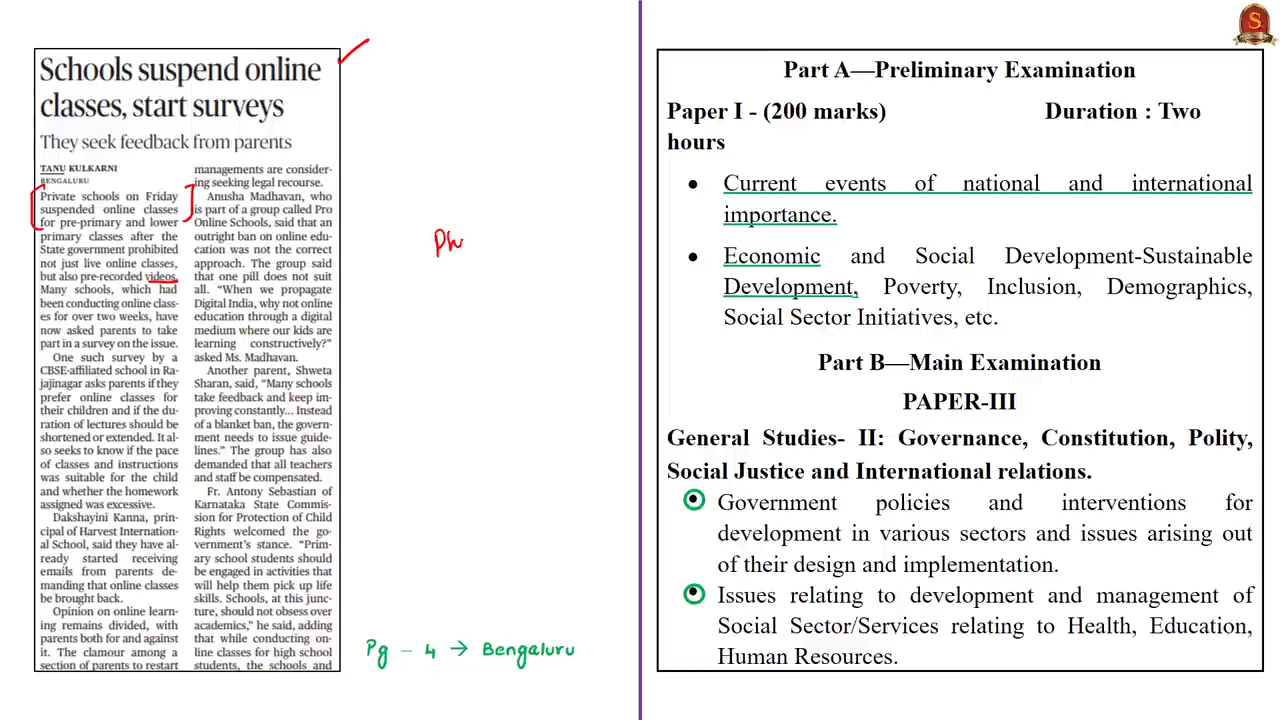 Schools suspend online
classes, start surveys
They seek feedback from parents
TANU KULKARNI
BENGALURU
Private schools on Friday
suspended online classes
for pre-primary and lower
primary classes after the
State government prohibited
not just live online classes,
but also pre-recorded videos.
Many schools, which had
been conducting online class-
es for over two weeks, have
now asked parents to take
part in a survey on the issue.
One such survey by a
CBSE-affiliated school in Ra-
jajinagar asks parents if they
prefer online classes for
their children and if the du-
ration of lectures should be
shortened or extended. It al-
so seeks to know if the pace
of classes and instructions
was suitable for the child
and whether the homework
assigned was excessive.
Dakshayini Kanna, prin-
cipal of Harvest Internation-
al School, said they have al-
ready started receiving
emails from parents de-
manding that online classes
be brought back.
Opinion on online learn-
ing remains divided, with
parents both for and against
it. The clamour among a
section of parents to restart
managements are consider-
ing seeking legal recourse.
Anusha Madhavan, who
is part of a group called Pro
Online Schools, said that an
outright ban on online edu-
cation was not the correct
approach. The group said
that one pill does not suit
all. “When we propagate
Digital India, why not online
education through a digital
medium where our kids are
learning constructively?”
asked Ms. Madhavan.
Another parent, Shweta
Sharan, said, “Many schools
take feedback and keep im-
proving constantly... Instead
of a blanket ban, the govern-
ment needs to issue guide-
lines.” The group has also
demanded that all teachers
and staff be compensated.
Fr. Antony Sebastian of
Karnataka State Commis-
sion for Protection of Child
Rights welcomed the go-
vernment’s stance. “Prim-
ary school students should
be engaged in activities that
will help them pick up life
skills. Schools, at this junc-
ture, should not obsess over
academics,” he said, adding
that while conducting on-
line classes for high school
students, the schools and
Pg - 4 → Bengaluru
Part A—Preliminary Examination
Paper I - (200 marks) Duration : Two
hours
• Current events of national and international
importance.
• Economic and Social Development-Sustainable
Development, Poverty, Inclusion, Demographics,
Social Sector Initiatives, etc.
Part B—Main Examination
PAPER-III
General Studies- II: Governance, Constitution, Polity,
Social Justice and International relations.
• Government policies and interventions for
development in various sectors and issues arising out
of their design and implementation.
• Issues relating to development and management of
Social Sector/Services relating to Health, Education,
Human Resources.